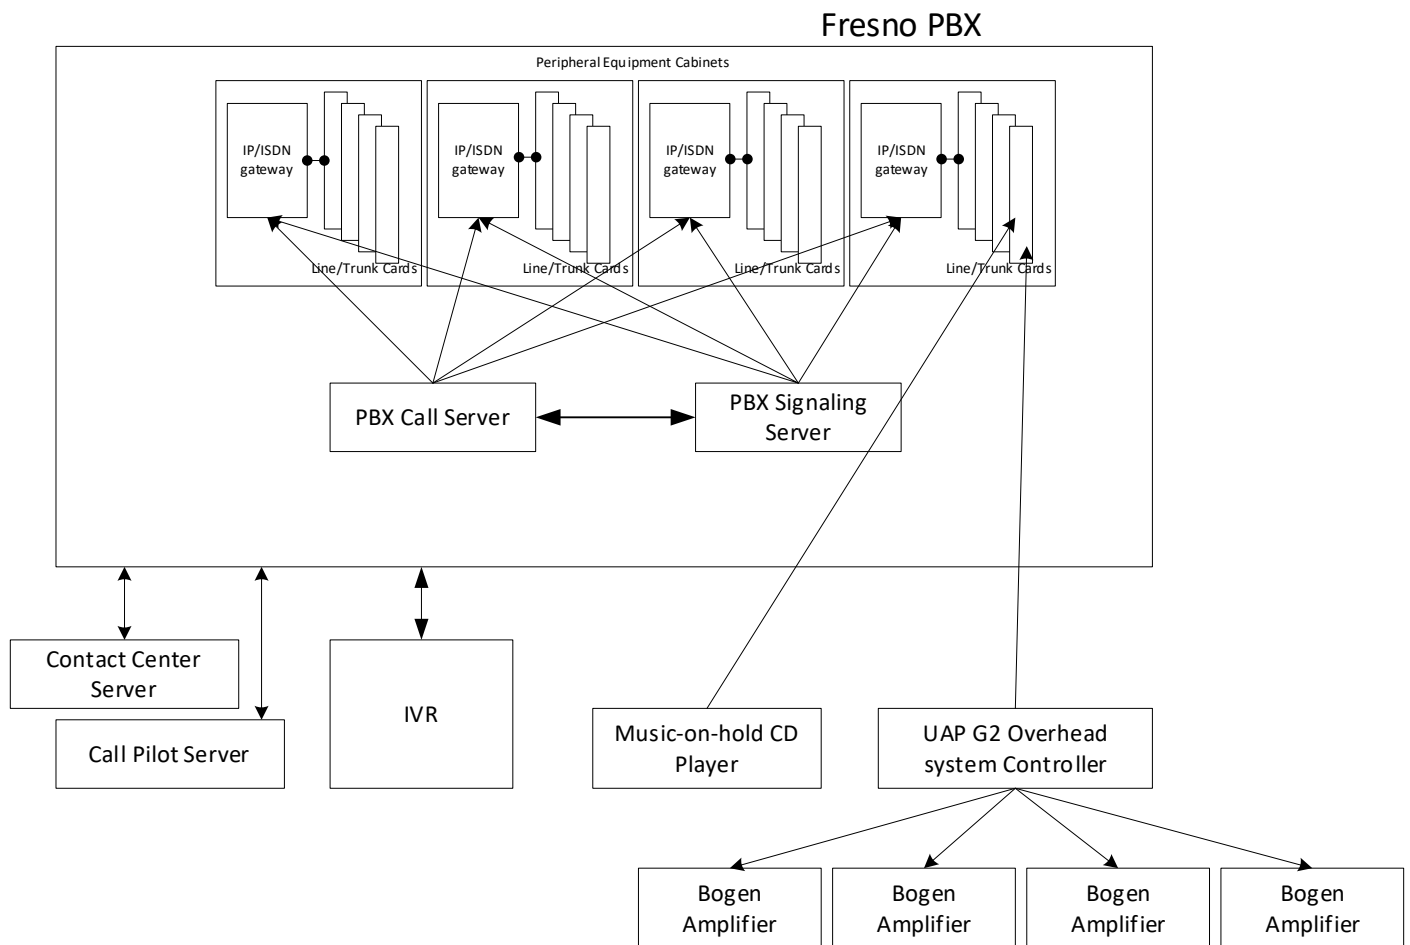 Fresno PBX
Peripheral Equipment Cabinets
IP/ISDN
gateway
Line/Trunk Cards
IP/ISDN
gateway
Line/Trunk Cards
IP/ISDN
gateway
Line/Trunk Cards
IP/ISDN
gateway
Line/Trunk Cards
PBX Call Server
PBX Signaling
Server
Contact Center
Server
Call Pilot Server
IVR
Music-on-hold CD
Player
UAP G2 Overhead
system Controller
Bogen
Amplifier
Bogen
Amplifier
Bogen
Amplifier
Bogen
Amplifier